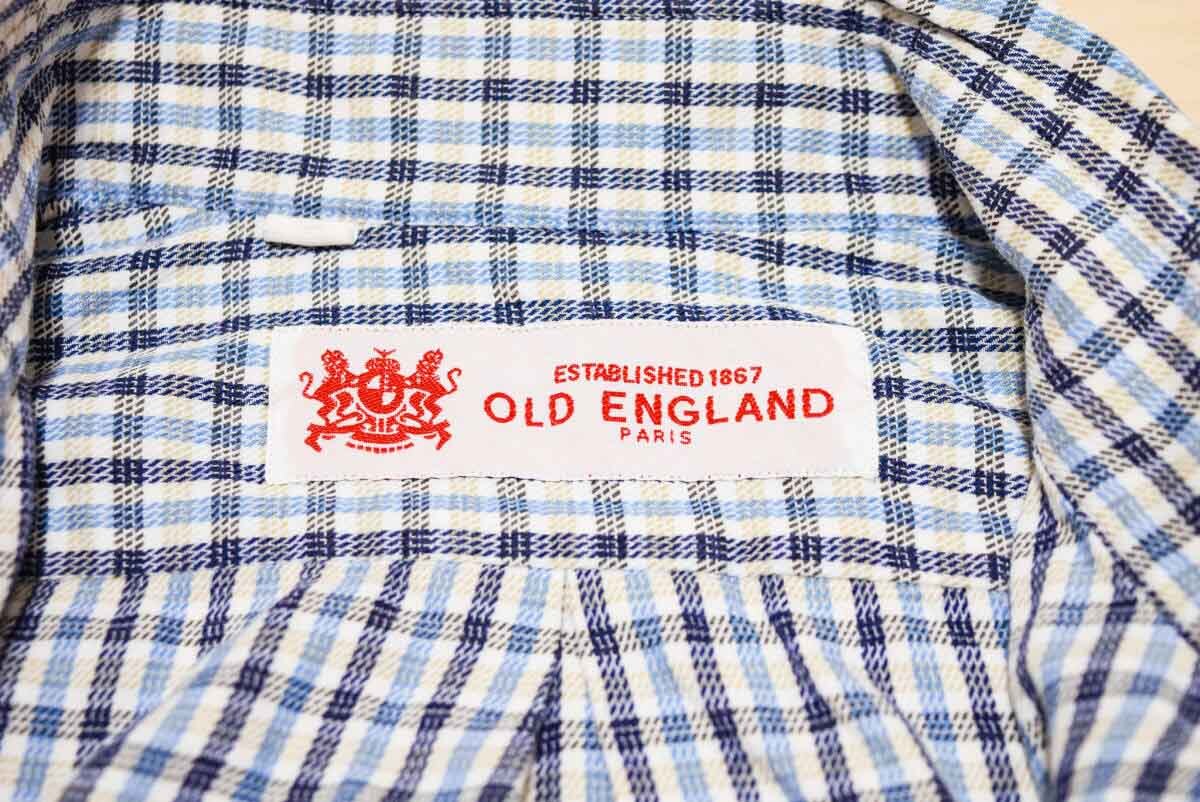 ESTABLISHED 1867
OLD ENGLAND
PARIS